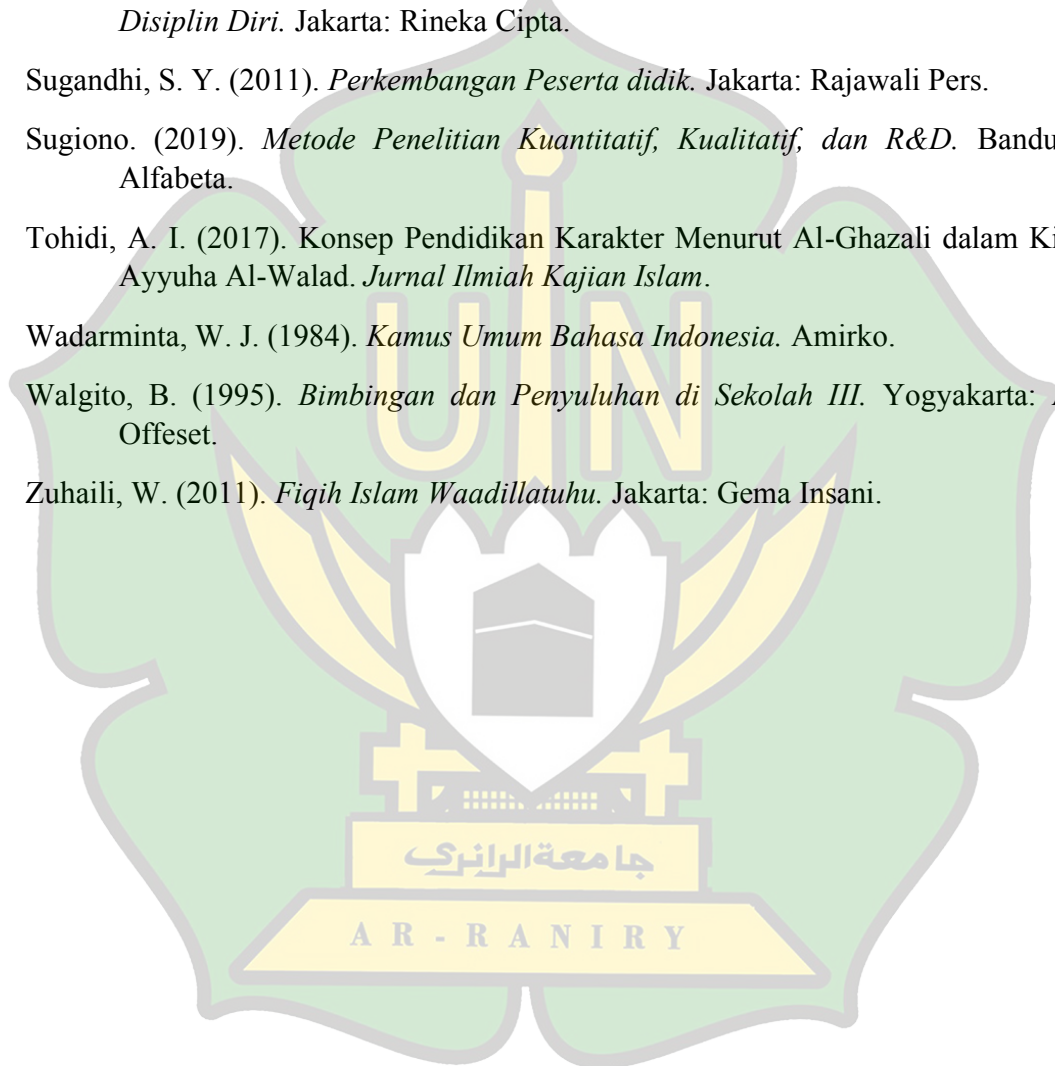 Disiplin Diri. Jakarta: Rineka Cipta.
Sugandhi, S. Y. (2011). Perkembangan Peserta didik. Jakarta: Rajawali Pers.
Sugiono. (2019). Metode Penelitian Kuantitatif, Kualitatif, dan R&D. Bandu
Alfabeta.
Tohidi, A. I. (2017). Konsep Pendidikan Karakter Menurut Al-Ghazali dalam Ki
Ayyuha Al-Walad. Jurnal Ilmiah Kajian Islam.
Wadarminta, W. J. (1984). Kamus Umum Bahasa Indonesia. Amirko.
Walgito, B. (1995). Bimbingan dan Penyuluhan di Sekolah III. Yogyakarta:
Offeset.
Zuhaili, W. (2011). Fiqih Islam Waadillatuhu. Jakarta: Gema Insani.
UIN
جامعةالرانري
AR-RANIRY